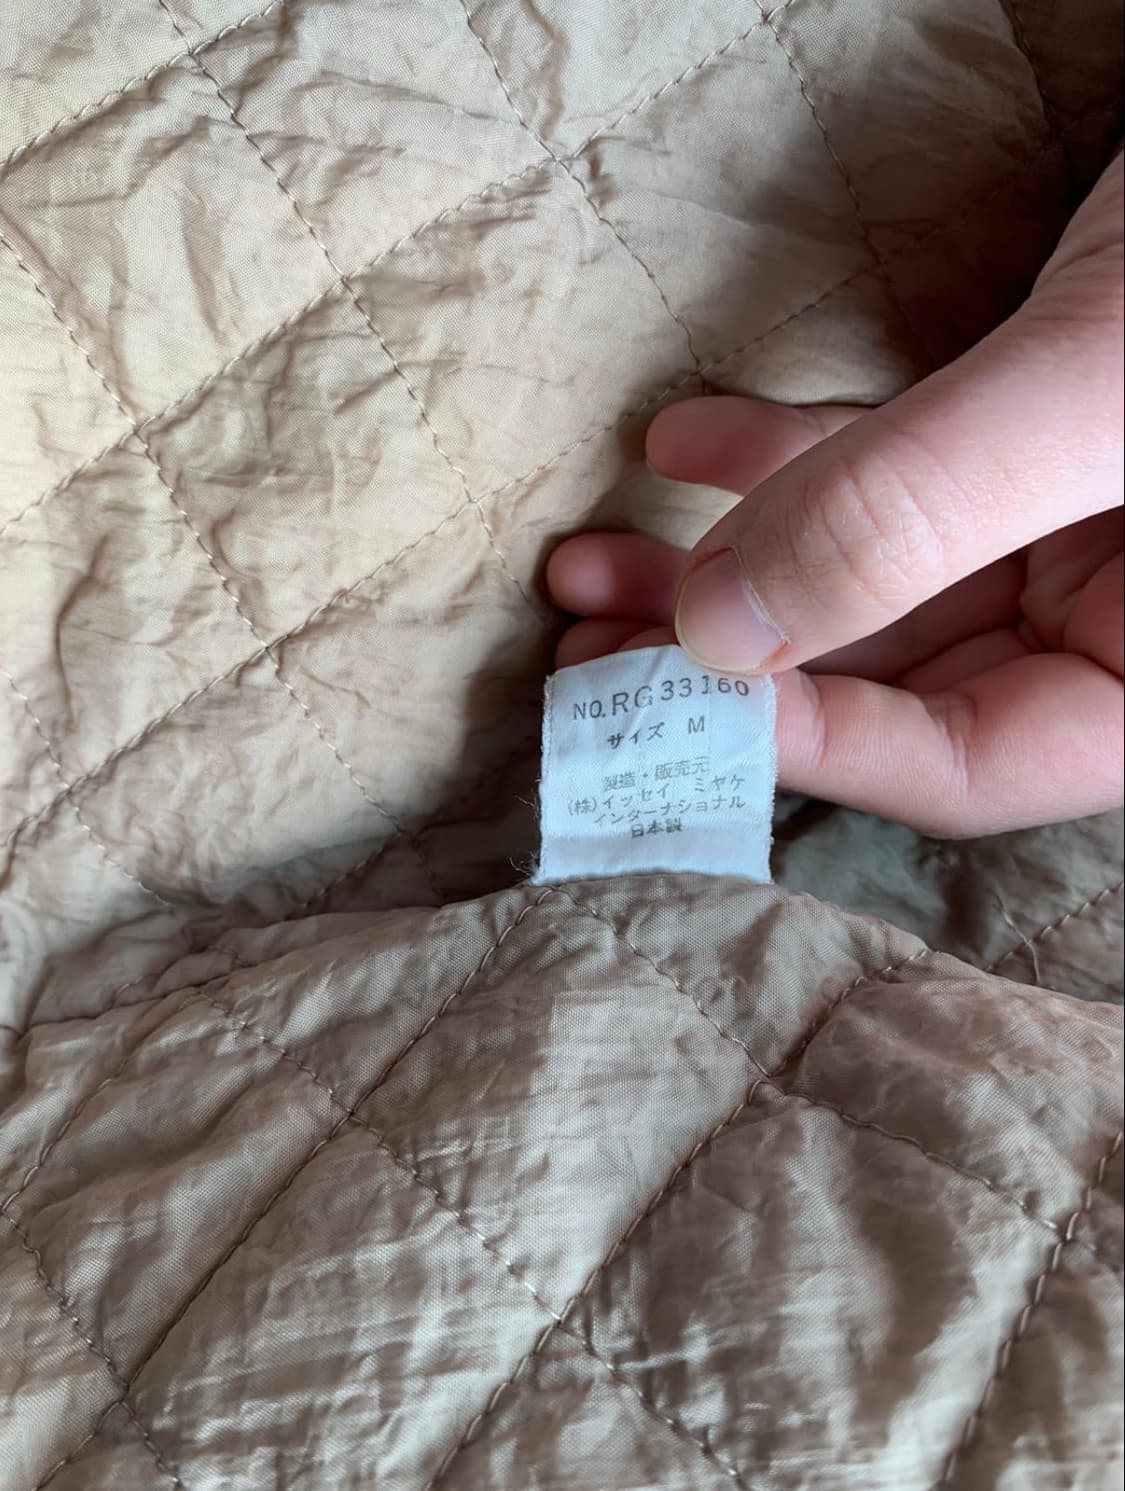 NO.RG33160
サイズ M
製造・販売元
(株)イッセイ ミヤケ
インターナショナル
日本製